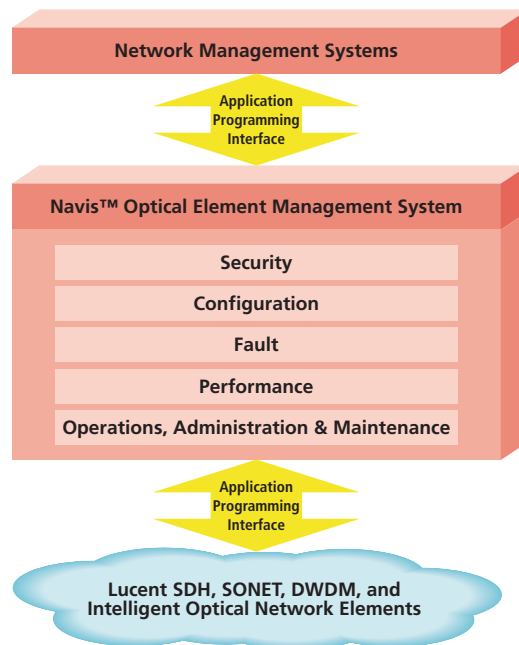 Network Management Systems
Application
Programming
Interface
Navis™ Optical Element Management System
Security
Configuration
Fault
Performance
Operations, Administration & Maintenance
Application
Programming
Interface
Lucent SDH, SONET, DWDM, and
Intelligent Optical Network Elements